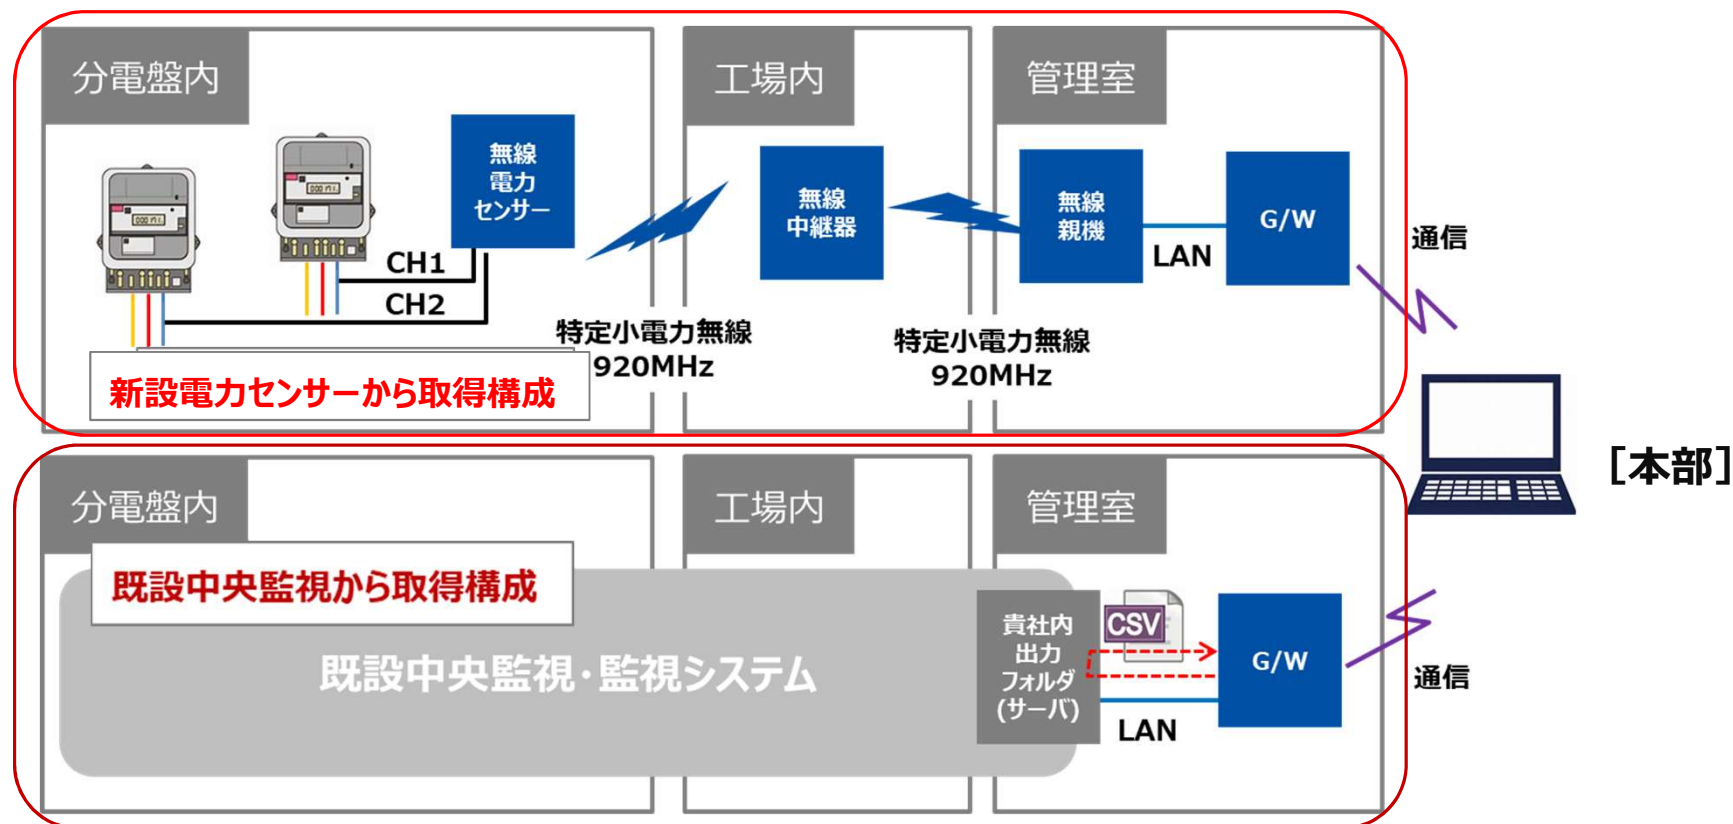 分電盤内
工場内
管理室
無線
電力
センサー
無線
中継器
無線
親機
G/W
LAN
通信
CH1
CH2
特定小電力無線
920MHz
特定小電力無線
920MHz
新設電力センサーから取得構成
[本部]
分電盤内
工場内
管理室
既設中央監視から取得構成
既設中央監視・監視システム
貴社内
出力
フォルダ
(サーバ)
CSV
LAN
G/W
通信